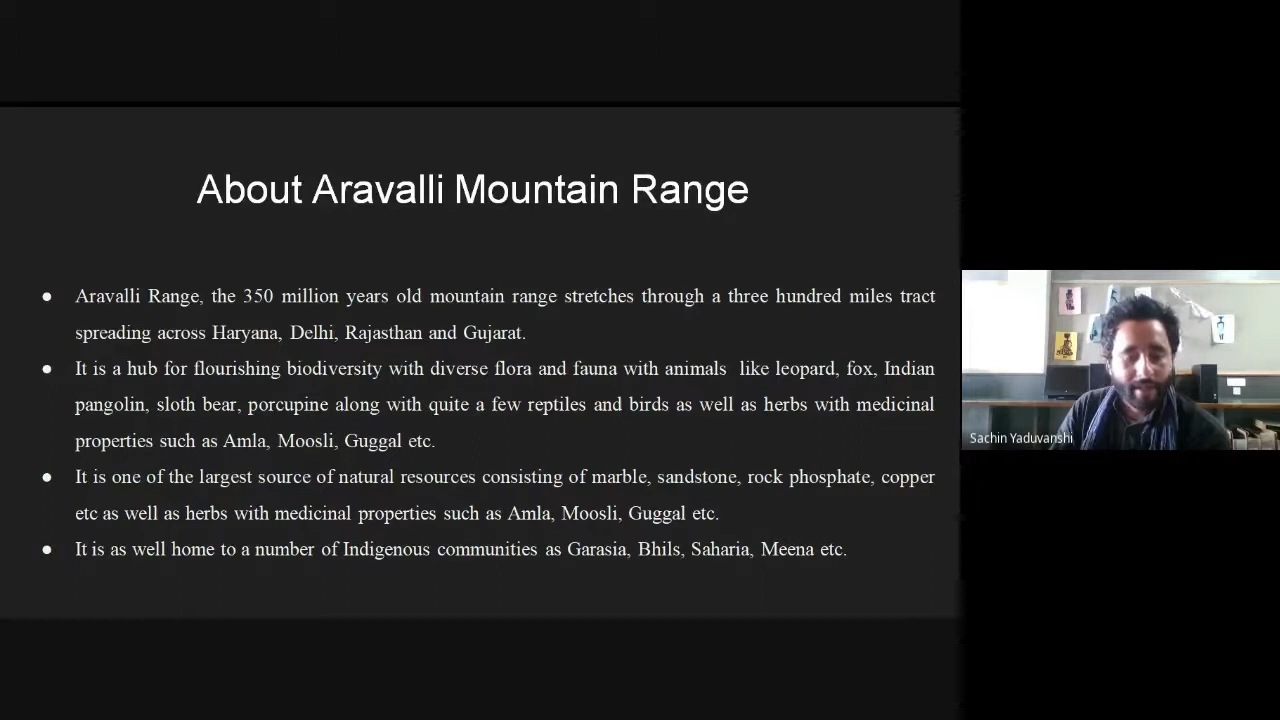 About Aravalli Mountain Range
● Aravalli Range, the 350 million years old mountain range stretches through a three hundred miles tract
spreading across Haryana, Delhi, Rajasthan and Gujarat.
● It is a hub for flourishing biodiversity with diverse flora and fauna with animals like leopard, fox, Indian
pangolin, sloth bear, porcupine along with quite a few reptiles and birds as well as herbs with medicinal
properties such as Amla, Moosli, Guggal etc.
● It is one of the largest source of natural resources consisting of marble, sandstone, rock phosphate, copper
etc as well as herbs with medicinal properties such as Amla, Moosli, Guggal etc.
● It is as well home to a number of Indigenous communities as Garasia, Bhils, Saharia, Meena etc.
Sachin Yaduvanshi